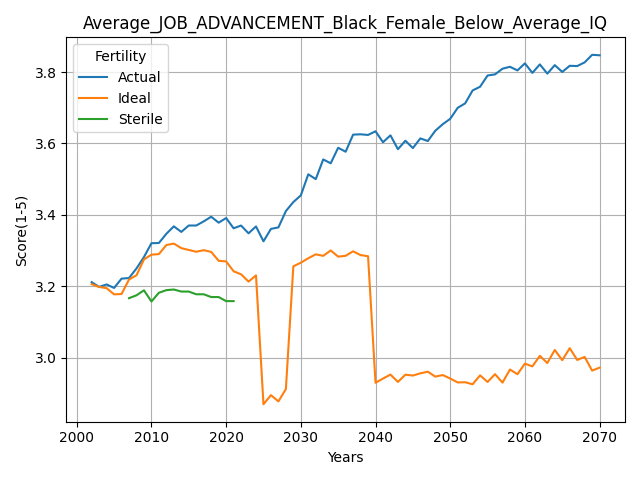 Average_JOB_ADVANCEMENT_Black_Female_Below_Average_IQ
Fertility
Actual
Ideal
Sterile
Score(1-5)
3.8
3.6
3.4
3.2
3.0
2000
2010
2020
2030
2040
2050
2060
2070
Years